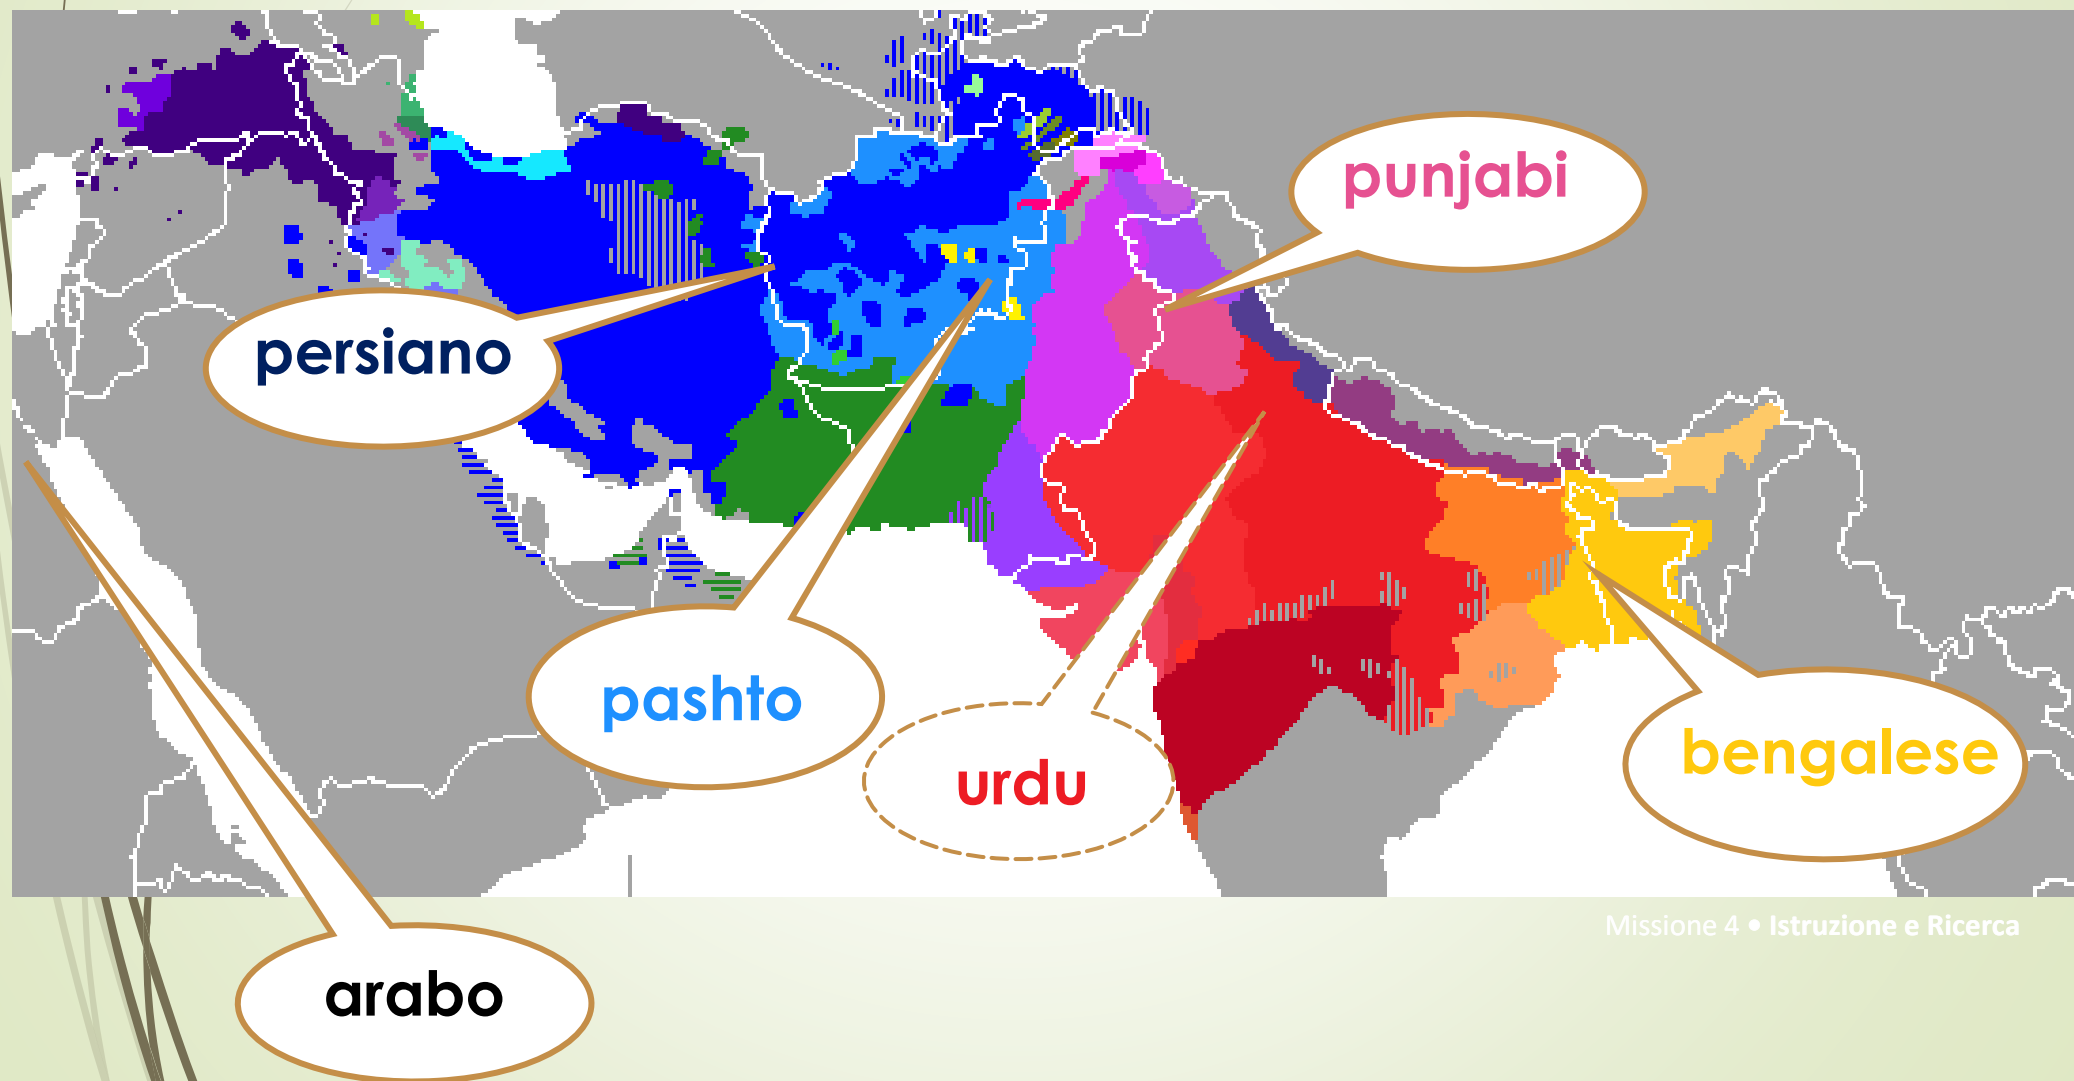 punjabi
persiano
pashto
urdu
bengalese
Missione 4 • Istruzione e Ricerca
arabo